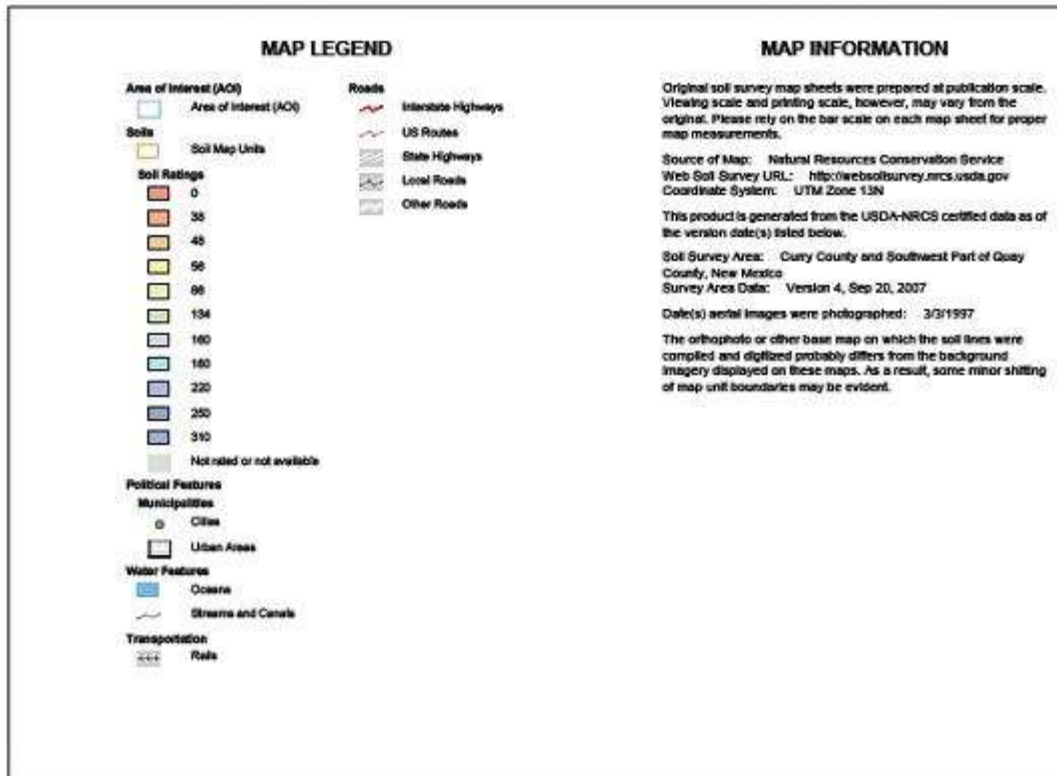 MAP LEGEND
Area of Interest (AOI)
Area of Interest (AOI)
Soils
Soil Map Units
Soil Ratings
0
38
48
56
86
134
160
180
220
250
310
Not rated or not available
Political Features
Municipalities
Cities
Urban Areas
Water Features
Oceans
Streams and Canals
Transportation
Rails
Roads
Interstate Highways
US Routes
State Highways
Local Roads
Other Roads
MAP INFORMATION
Original soil survey map sheets were prepared at publication scale.
Viewing scale and printing scale, however, may vary from the
original. Please rely on the bar scale on each map sheet for proper
map measurements.
Source of Map: Natural Resources Conservation Service
Web Soil Survey URL: http://websoilsurvey.nrcs.usda.gov
Coordinate System: UTM Zone 13N
This product is generated from the USDA-NRCS certified data as of
the version date(s) listed below.
Soil Survey Area: Curry County and Southwest Part of Quay
County, New Mexico
Survey Area Data: Version 4, Sep 20, 2007
Date(s) aerial images were photographed: 3/3/1997
The orthophoto or other base map on which the soil lines were
compiled and digitized probably differs from the background
imagery displayed on these maps. As a result, some minor shifting
of map unit boundaries may be evident.